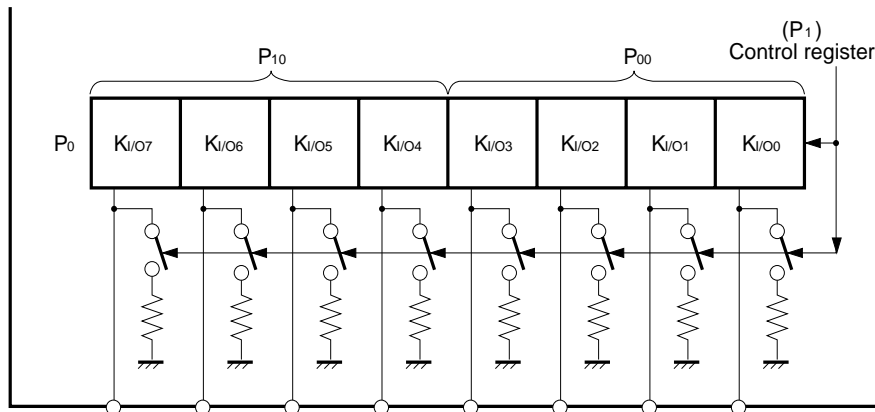 (P1)
Control register
P10 P00
P0 KI/O7 KI/O6 KI/O5 KI/O4 KI/O3 KI/O2 KI/O1 KI/O0